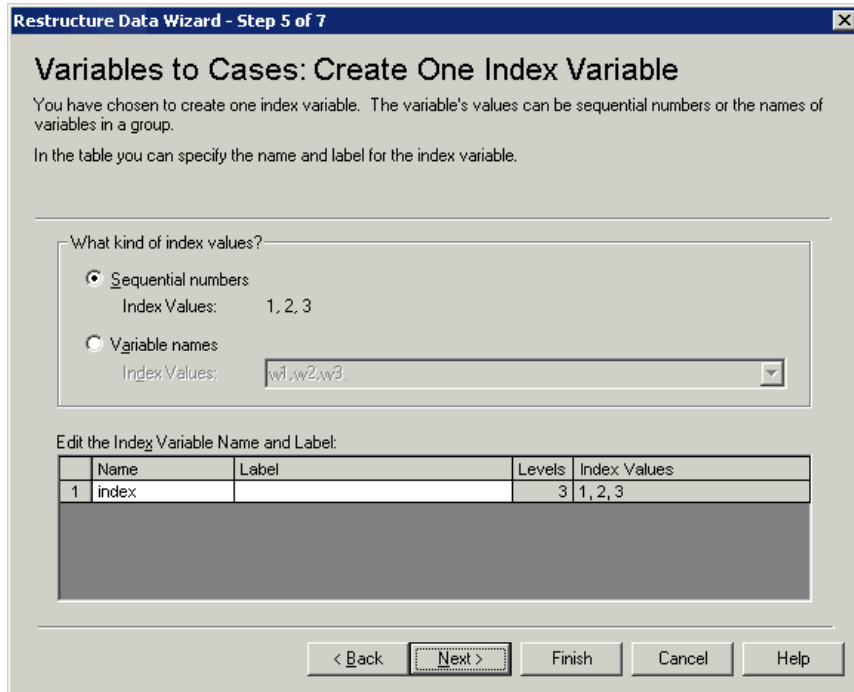 Restructure Data Wizard - Step 5 of 7
Variables to Cases: Create One Index Variable
You have chosen to create one index variable. The variable's values can be sequential numbers or the names of
variables in a group.
In the table you can specify the name and label for the index variable.
What kind of index values?
Sequential numbers
Index Values: 1, 2, 3
Variable names
Index Values: w1,w2,w3
Edit the Index Variable Name and Label:
Name Label Levels Index Values
1 index 3 1, 2, 3
< Back Next > Finish Cancel Help